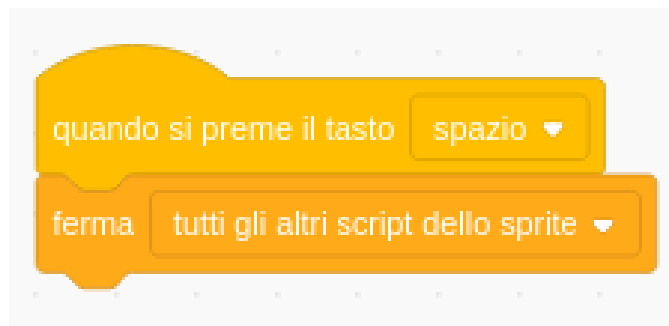 quando si preme il tasto spazio
ferma tutti gli altri script dello sprite